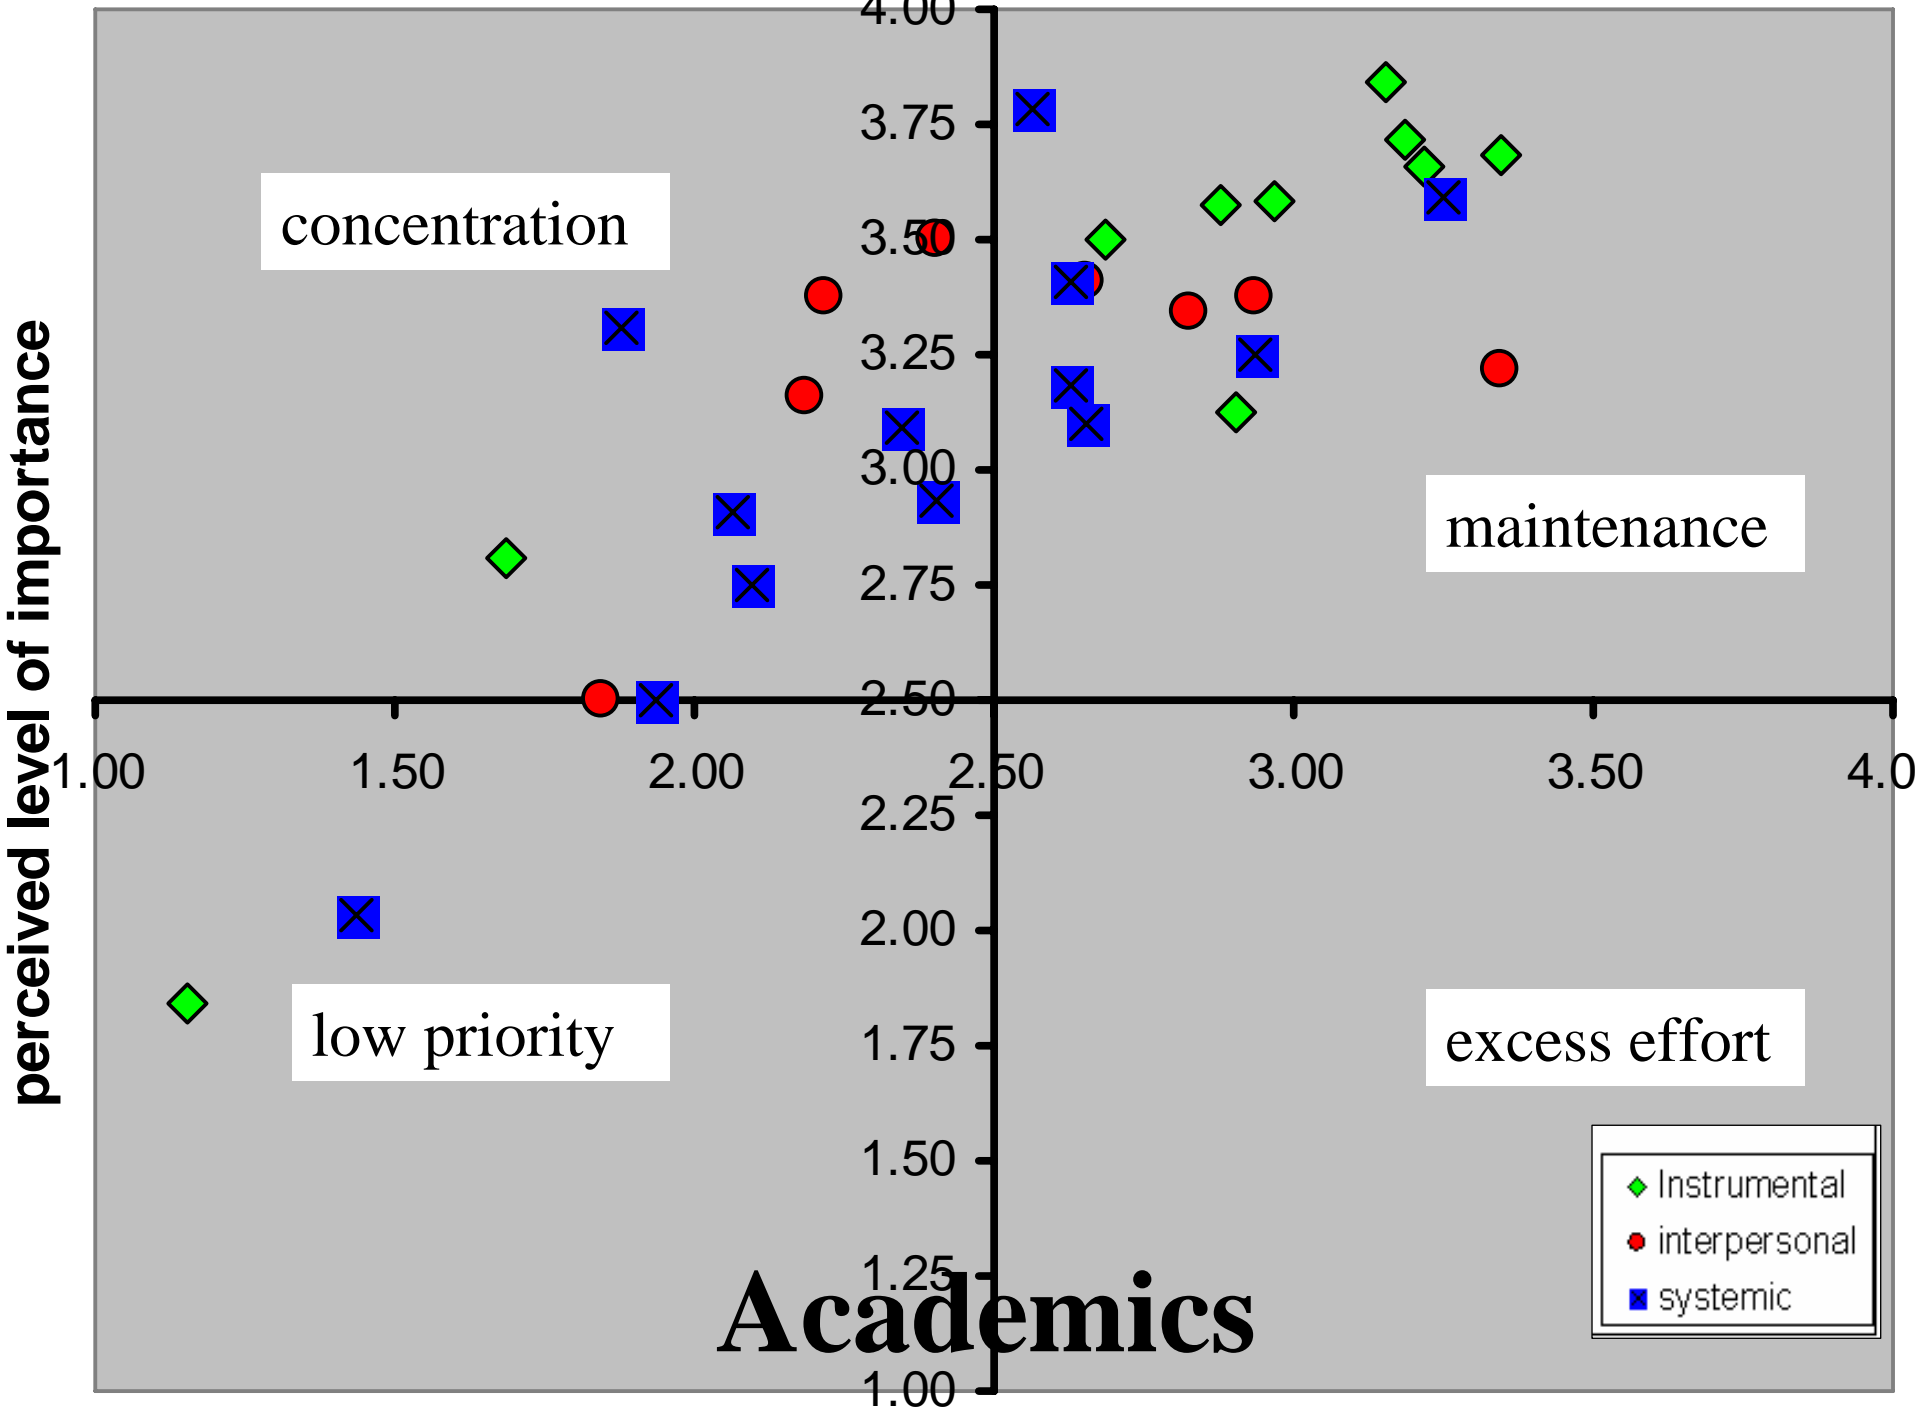 4.00
3.75
concentration
3.50
3.25
3.00
maintenance
2.75
2.50
perceived level of importance
1.00 1.50 2.00 2.50 3.00 3.50 4.0
2.25
2.00
low priority
1.75
excess effort
1.50
Instrumental
interpersonal
systemic
1.25
Academics
1.00